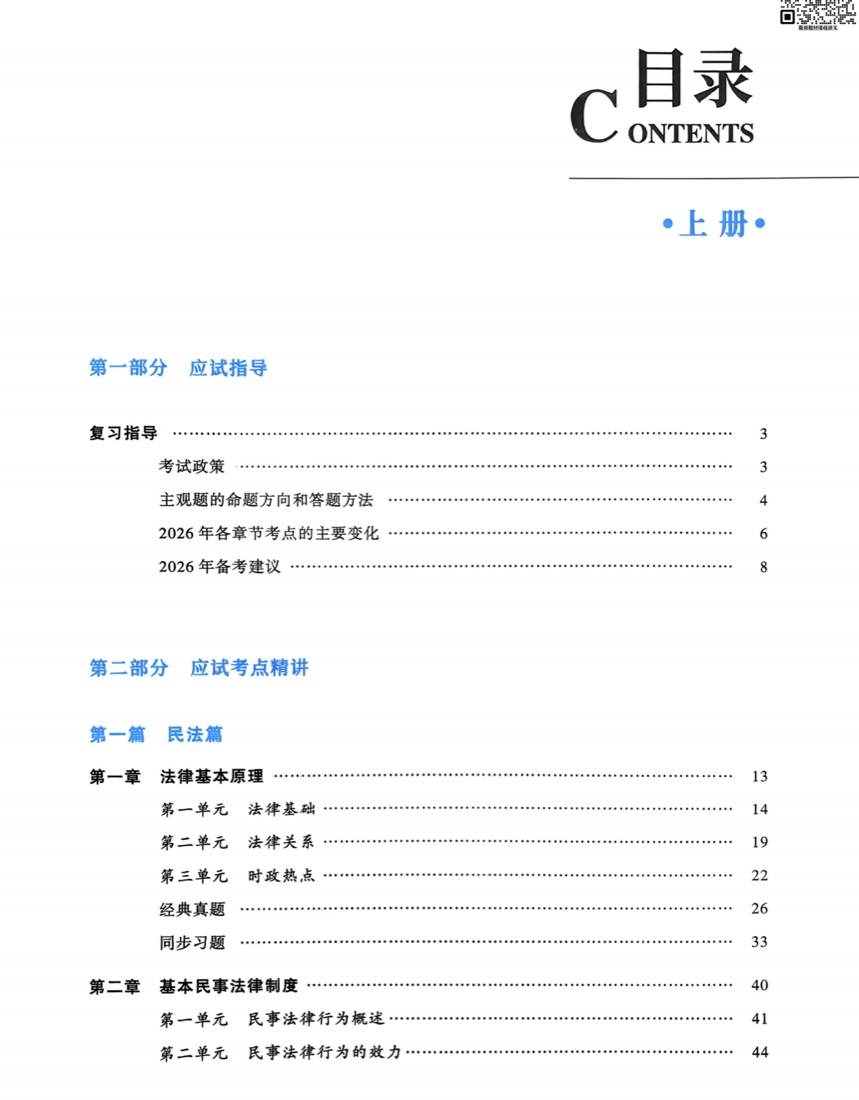 最新教材课程讲义
目录
CONTENTS
•上 册•
第一部分 应试指导
复习指导 …… 3
考试政策 …… 3
主观题的命题方向和答题方法 …… 4
2026 年各章节考点的主要变化 …… 6
2026 年备考建议 …… 8
第二部分 应试考点精讲
第一篇 民法篇
第一章 法律基本原理 …… 13
第一单元 法律基础 …… 14
第二单元 法律关系 …… 19
第三单元 时政热点 …… 22
经典真题 …… 26
同步习题 …… 33
第二章 基本民事法律制度 …… 40
第一单元 民事法律行为概述 …… 41
第二单元 民事法律行为的效力 …… 44